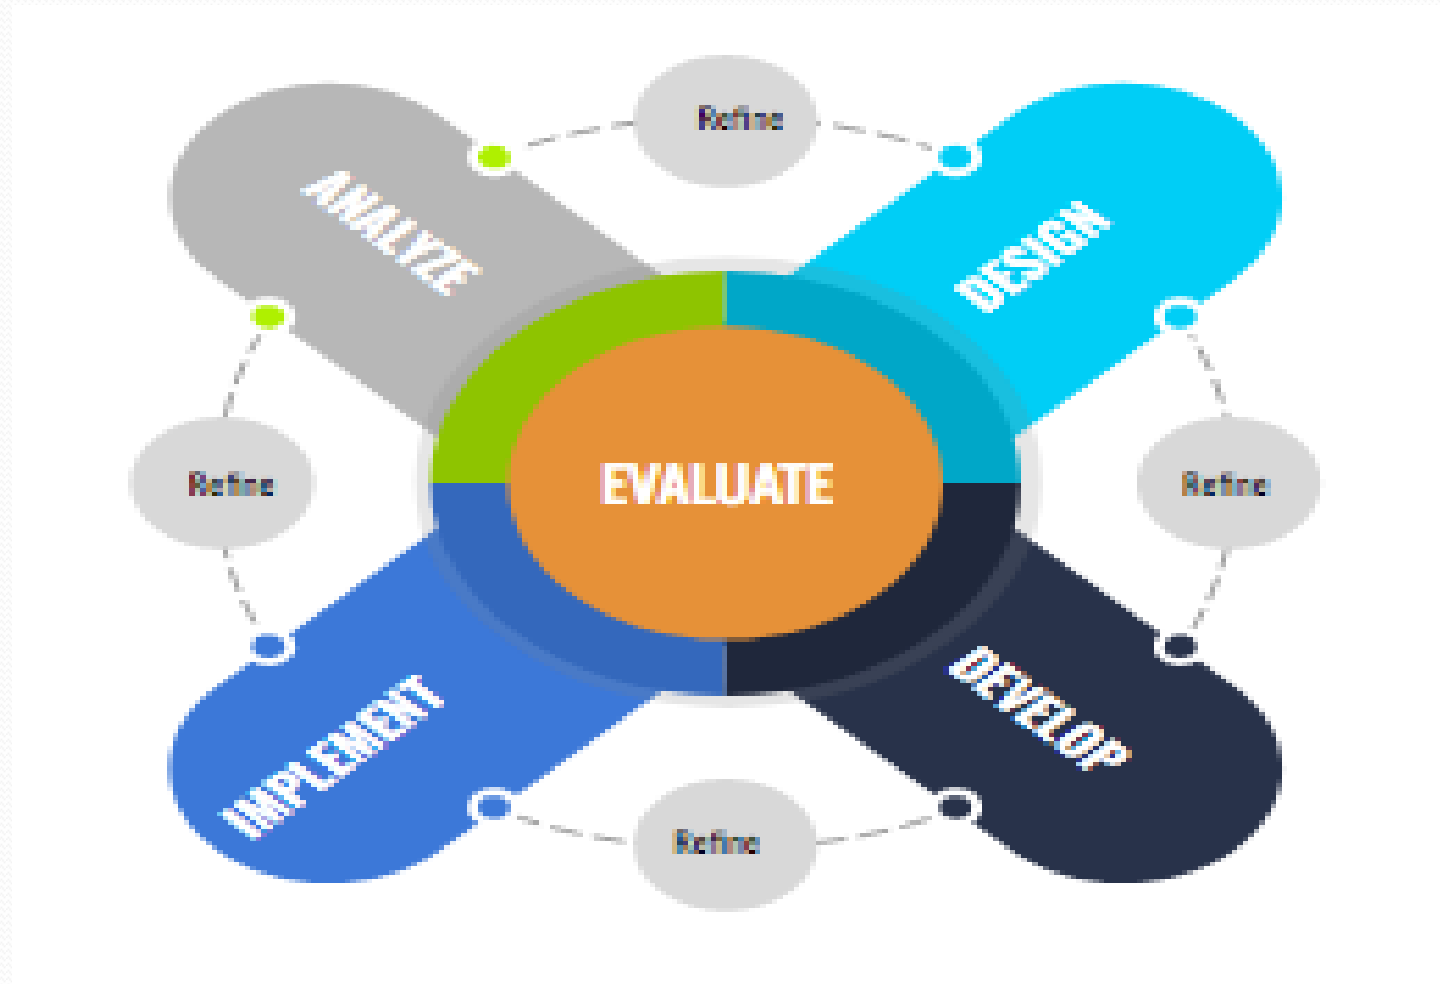 Refine
ANALYZE
DESIGN
Refine
EVALUATE
Refine
IMPLEMENT
DEVELOP
Refine